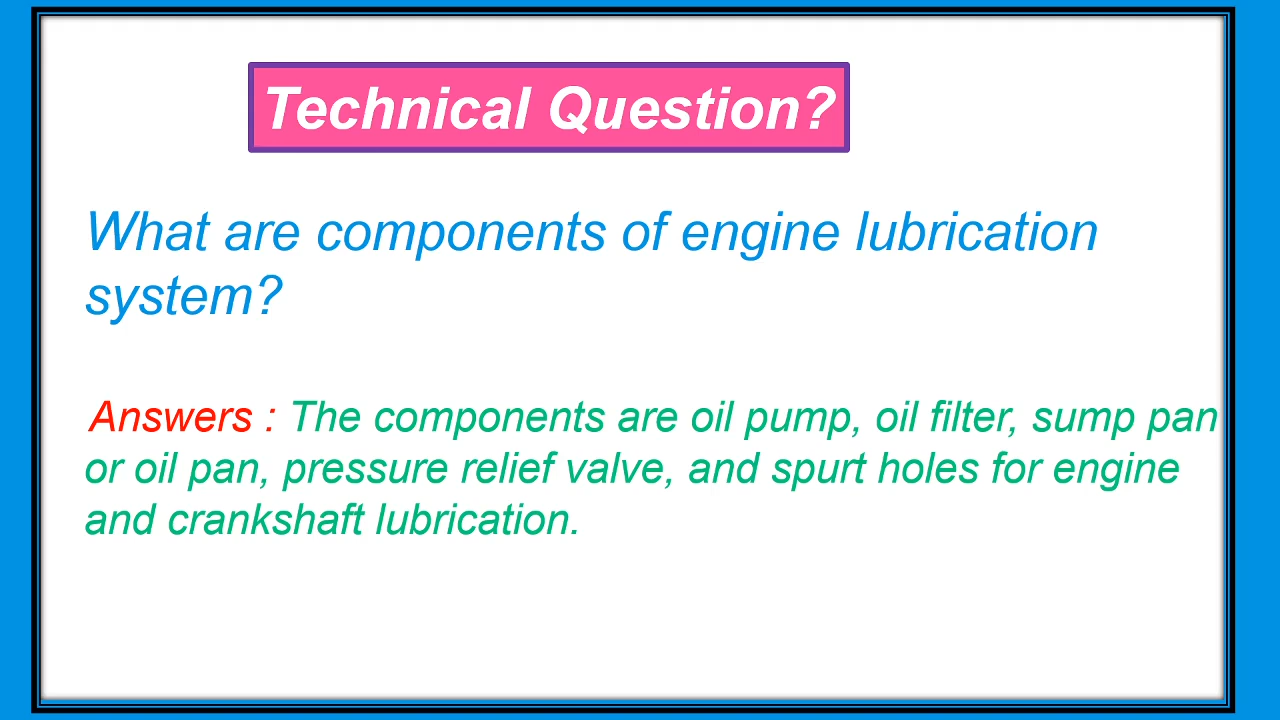 Technical Question?
What are components of engine lubrication
system?
Answers : The components are oil pump, oil filter, sump pan
or oil pan, pressure relief valve, and spurt holes for engine
and crankshaft lubrication.